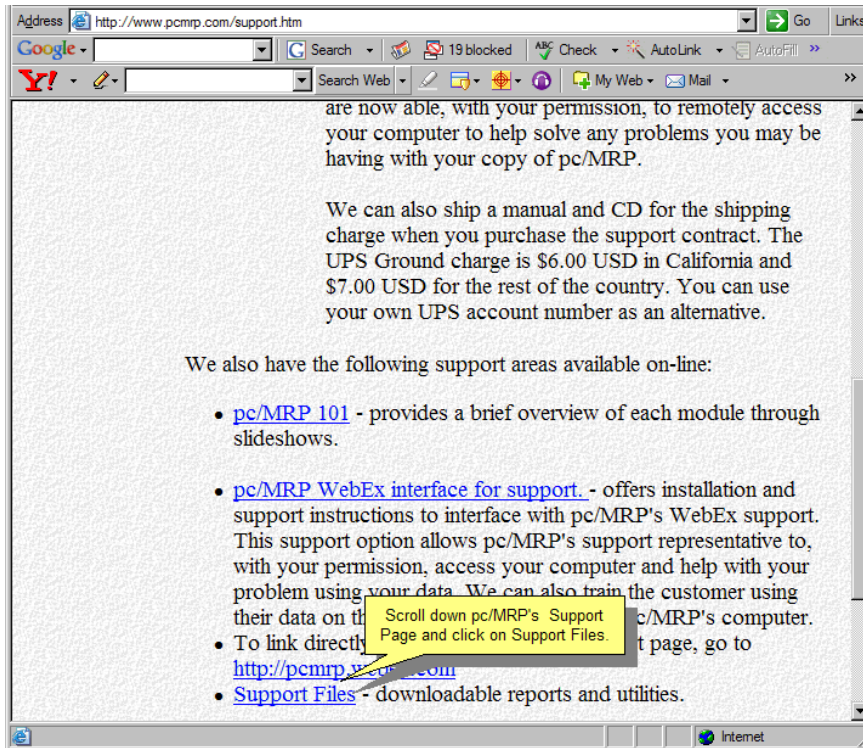 Address http://www.pcmrp.com/support.htm Go Links
Google Search 19 blocked Check AutoLink AutoFill »
Y! Search Web My Web Mail »
are now able, with your permission, to remotely access
your computer to help solve any problems you may be
having with your copy of pc/MRP.
We can also ship a manual and CD for the shipping
charge when you purchase the support contract. The
UPS Ground charge is $6.00 USD in California and
$7.00 USD for the rest of the country. You can use
your own UPS account number as an alternative.
We also have the following support areas available on-line:
• pc/MRP 101 - provides a brief overview of each module through
slideshows.
• pc/MRP WebEx interface for support. - offers installation and
support instructions to interface with pc/MRP's WebEx support.
This support option allows pc/MRP's support representative to,
with your permission, access your computer and help with your
problem using your data. We can also train the customer using
their data on c/MRP's computer.
Scroll down pc/MRP's Support
Page and click on Support Files.
• To link directly page, go to
http://pcmrp.webex.com
• Support Files - downloadable reports and utilities.
Internet